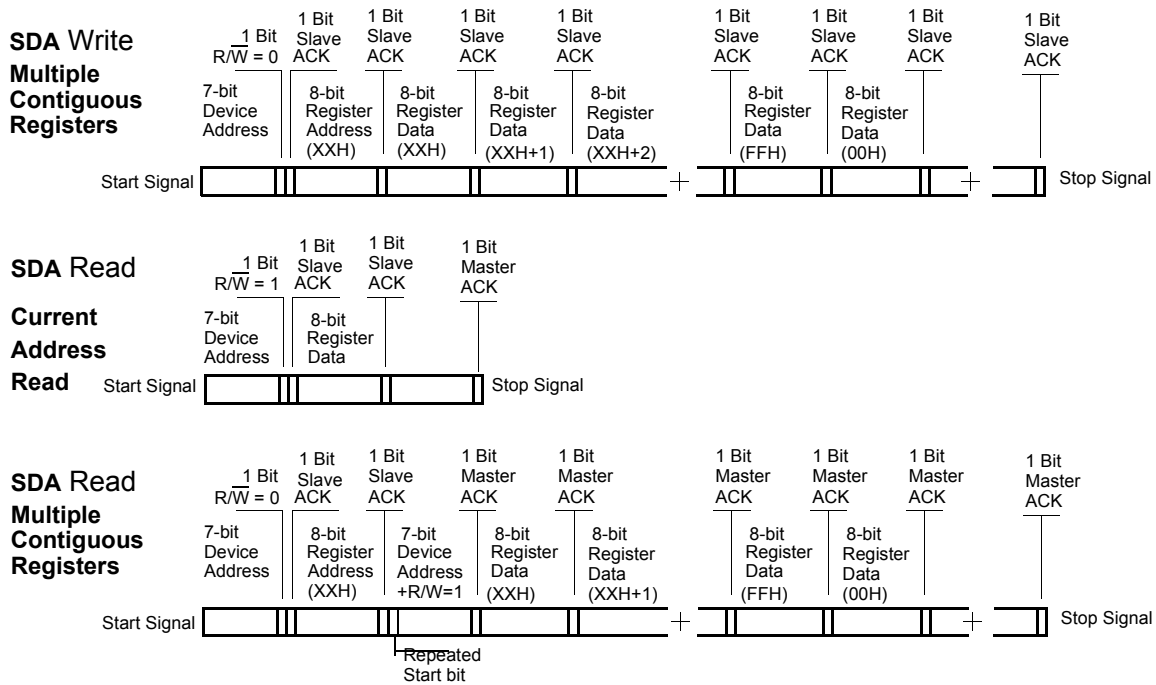 SDA Write
Multiple
Contiguous
Registers
1 Bit
R/W = 0
1 Bit
Slave
ACK
1 Bit
Slave
ACK
1 Bit
Slave
ACK
1 Bit
Slave
ACK
1 Bit
Slave
ACK
1 Bit
Slave
ACK
1 Bit
Slave
ACK
1 Bit
Slave
ACK
7-bit
Device
Address
8-bit
Register
Address
(XXH)
8-bit
Register
Data
(XXH)
8-bit
Register
Data
(XXH+1)
8-bit
Register
Data
(XXH+2)
8-bit
Register
Data
(FFH)
8-bit
Register
Data
(00H)
Start Signal
Stop Signal
SDA Read
Current
Address
Read
1 Bit
R/W = 1
1 Bit
Slave
ACK
1 Bit
Slave
ACK
1 Bit
Master
ACK
7-bit
Device
Address
8-bit
Register
Data
Start Signal
Stop Signal
SDA Read
Multiple
Contiguous
Registers
1 Bit
R/W = 0
1 Bit
Slave
ACK
1 Bit
Slave
ACK
1 Bit
Master
ACK
1 Bit
Master
ACK
1 Bit
Master
ACK
1 Bit
Master
ACK
1 Bit
Master
ACK
1 Bit
Master
ACK
7-bit
Device
Address
8-bit
Register
Address
(XXH)
7-bit
Device
Address
+R/W=1
8-bit
Register
Data
(XXH)
8-bit
Register
Data
(XXH+1)
8-bit
Register
Data
(FFH)
8-bit
Register
Data
(00H)
Start Signal
Stop Signal
Repeated
Start bit